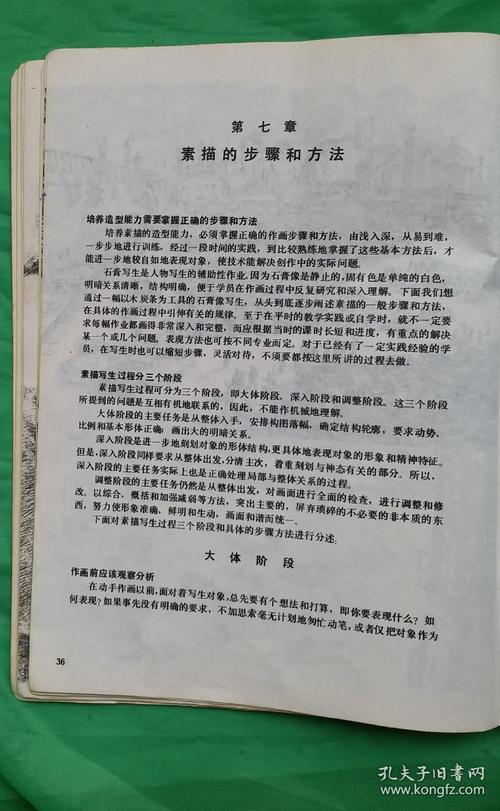 第七章
素描的步骤和方法
培养造型能力需要掌握正确的步骤和方法
培养素描的造型能力，必须掌握正确的作画步骤和方法，由浅入深，从易到难，
一步步地进行训练。经过一段时间的实践，到比较熟练地掌握了这些基本方法后，才
能进一步地较自如地表现对象，使技术能解决创作中的实际问题。
石膏写生是人物写生的辅助性作业。因为石膏像是静止的，固有色是单纯的白色，
明暗关系清晰，结构明确，便于学员在作画过程中反复研究和深入理解。下面我们想
通过一幅以木炭条为工具的石膏像写生，从头到底逐步阐述素描的一般步骤和方法，
在具体的作画过程中引伸有关的规律。至于在平时的教学实践或自学时，就不一定要
求每幅作业都画得非常深入和完整，而应根据当时的课时长短和进度，有重点的解决
某一个或几个问题。表现方法也可按不同专业而定。对于已经有了一定实践经验的学
员，在写生时也可以缩短步骤，灵活对待，不须要都按这里所讲的过程去做。
素描写生过程分三个阶段
素描写生过程可分为三个阶段，即大体阶段、深入阶段和调整阶段。这三个阶段
所提到的问题是互相有机地联系的，因此，不能作机械地理解。
大体阶段的主要任务是从整体入手，安排构图落幅，确定结构轮廓，要求动势、
比例和基本形体正确，画出大的明暗关系。
深入阶段是进一步地刻划对象的形体结构，更具体地表现对象的形象和精神特征。
但是，深入阶段同样要求从整体出发，分清主次，着重刻划与神态有关的部分。所以，
深入阶段的主要任务实际上也是正确处理局部与整体关系的过程。
调整阶段的主要任务仍然是从整体出发，对画面进行全面的检查，进行调整和修
改。以综合、概括和加强减弱等方法，突出主要的，屏弃琐碎的不必要的非本质的东
西，努力使形象准确、鲜明和生动，画面和谐而统一。
下面对素描写生过程三个阶段和具体的步骤方法进行分述：
大体阶段
作画前应该观察分析
在动手作画以前，面对着写生对象，总先要有个想法和打算，即你要表现什么？如
何表现？如果事先没有明确的要求，不加思索毫无计划地匆忙动笔，或者仅把对象作为
36
孔夫子旧书网
kongfz.com